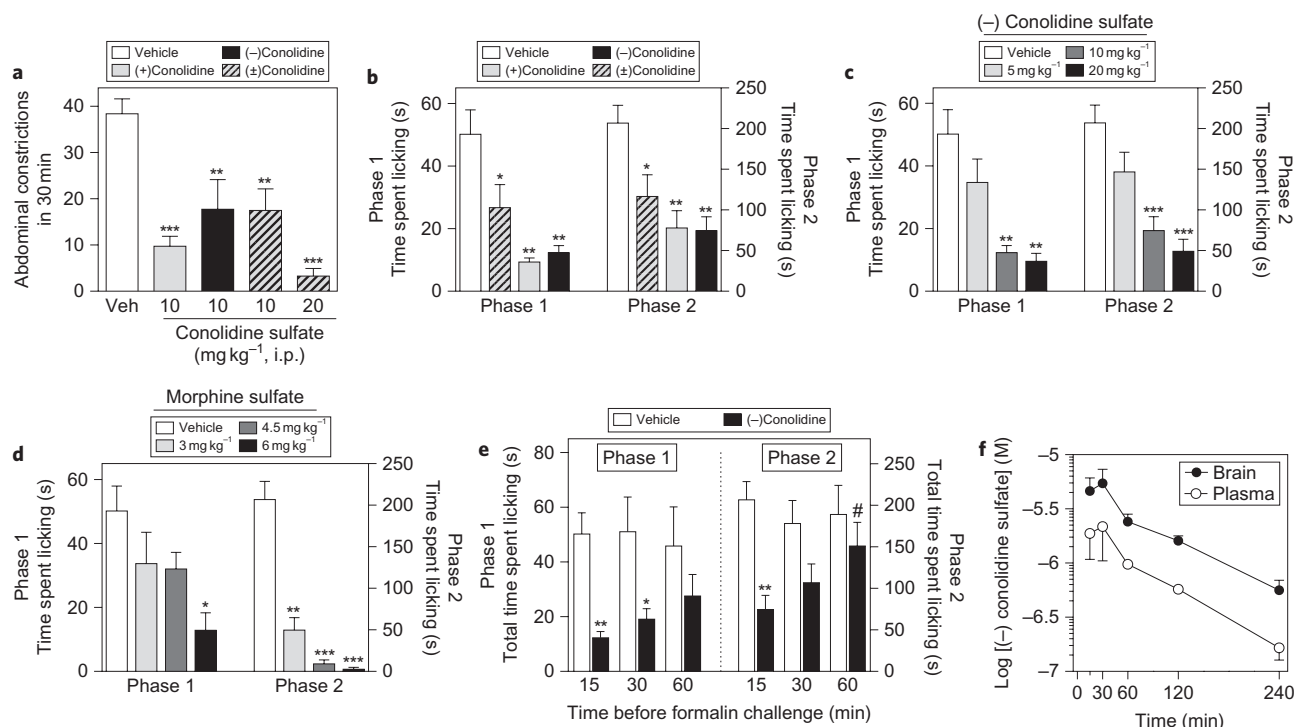 a
Vehicle (–)Conolidine
(+)Conolidine (±)Conolidine
Abdominal constrictions
in 30 min
40
30
20
10
0
***
**
**
***
Veh 10 10 10 20
Conolidine sulfate
(mg kg⁻¹, i.p.)
b
Vehicle (–)Conolidine
(+)Conolidine (±)Conolidine
Phase 1
Time spent licking (s)
60
40
20
0
*
**
**
*
**
**
250
200
150
100
50
0
Phase 2
Time spent licking (s)
Phase 1 Phase 2
c
(–) Conolidine sulfate
Vehicle 10 mg kg⁻¹
5 mg kg⁻¹ 20 mg kg⁻¹
Phase 1
Time spent licking (s)
60
40
20
0
**
**
***
***
250
200
150
100
50
0
Phase 2
Time spent licking (s)
Phase 1 Phase 2
d
Morphine sulfate
Vehicle 4.5 mg kg⁻¹
3 mg kg⁻¹ 6 mg kg⁻¹
Phase 1
Time spent licking (s)
60
40
20
0
*
**
***
***
250
200
150
100
50
0
Phase 2
Time spent licking (s)
Phase 1 Phase 2
e
Vehicle (–)Conolidine
Phase 1
Total time spent licking (s)
80
60
40
20
0
Phase 1 Phase 2
**
*
**
#
250
200
150
100
50
0
Phase 2
Total time spent licking (s)
15 30 60 15 30 60
Time before formalin challenge (min)
f
Log [(–) conolidine sulfate] (M)
–5
–5.5
–6
–6.5
–7
Brain
Plasma
0 30 60 120 240
Time (min)